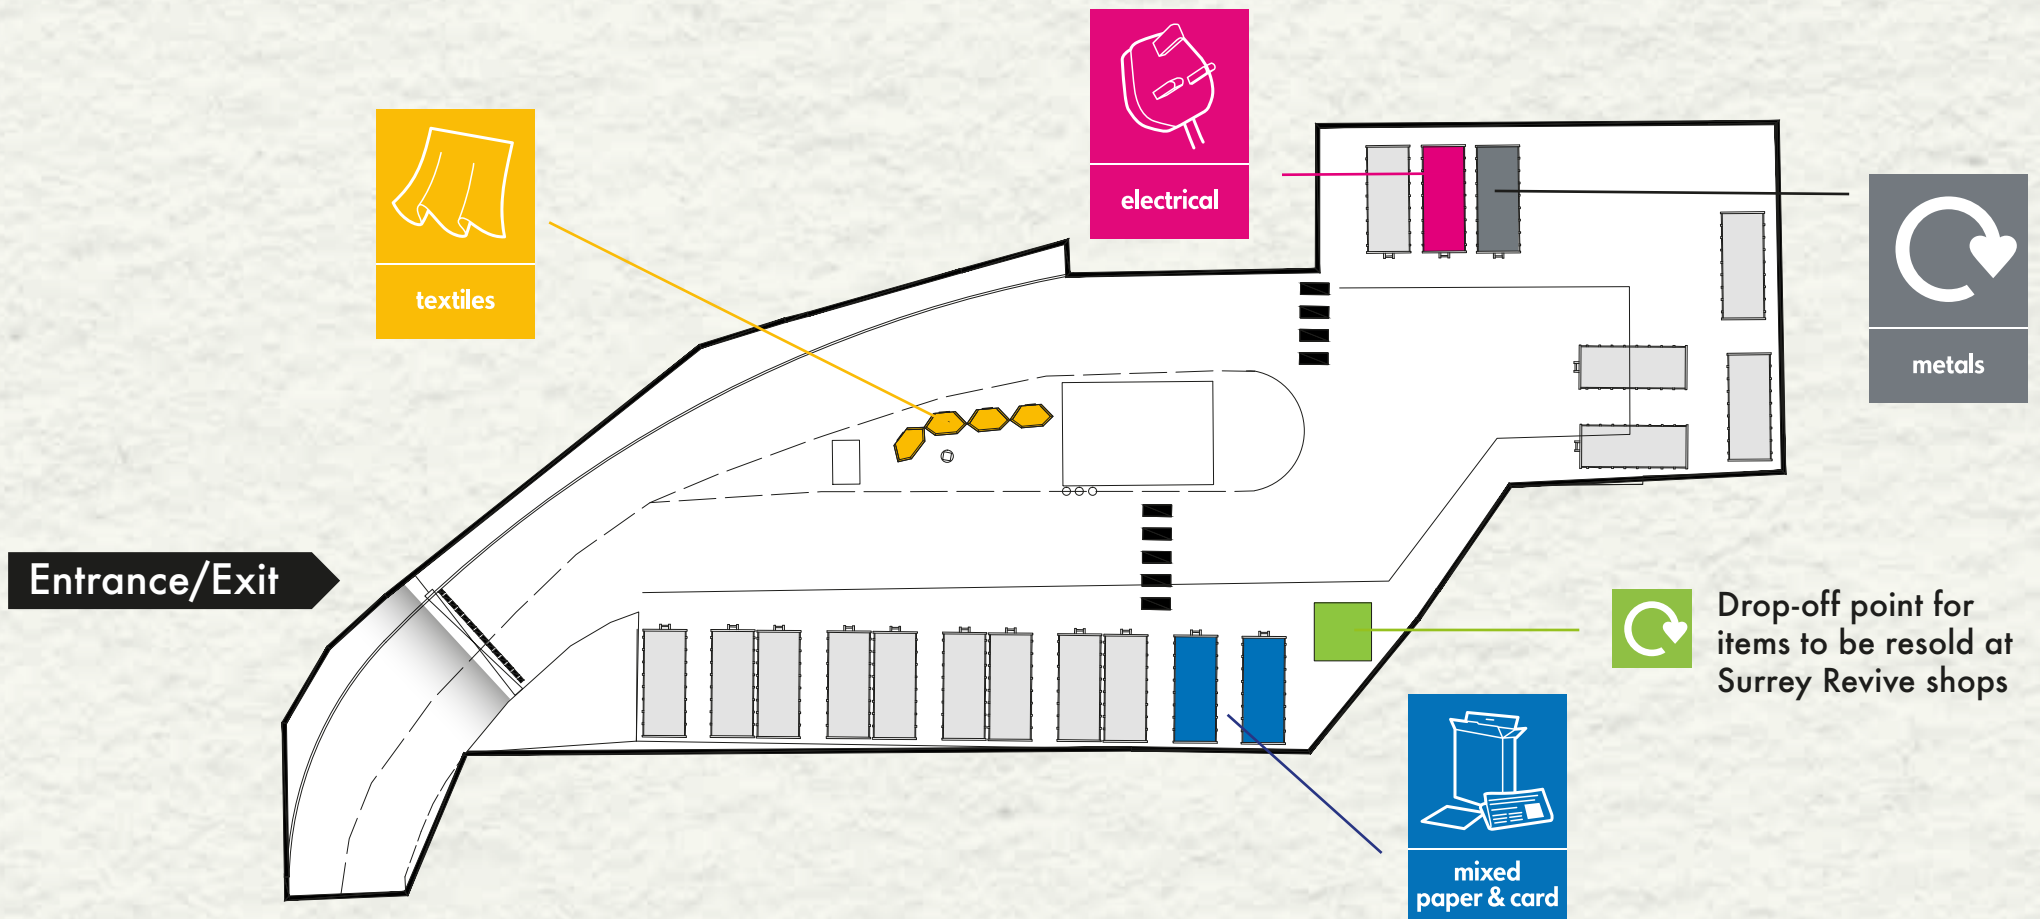 electrical
textiles
metals
Entrance/Exit
Drop-off point for
items to be resold at
Surrey Revive shops
mixed
paper & card